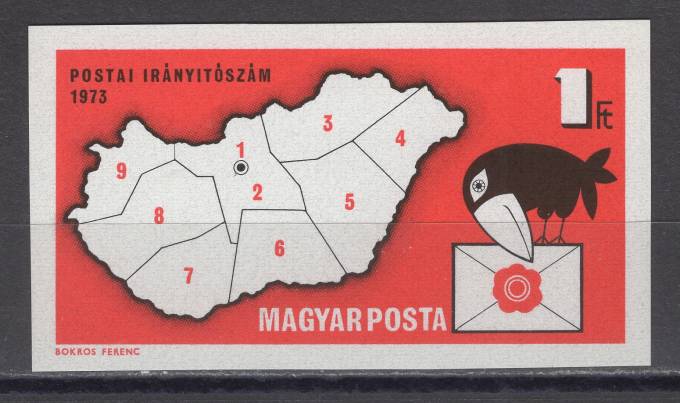 POSTAI IRÁNYITÓSZÁM
1973
1 Ft
3
4
1
9
2
5
8
6
7
MAGYAR POSTA
BOKROS FERENC